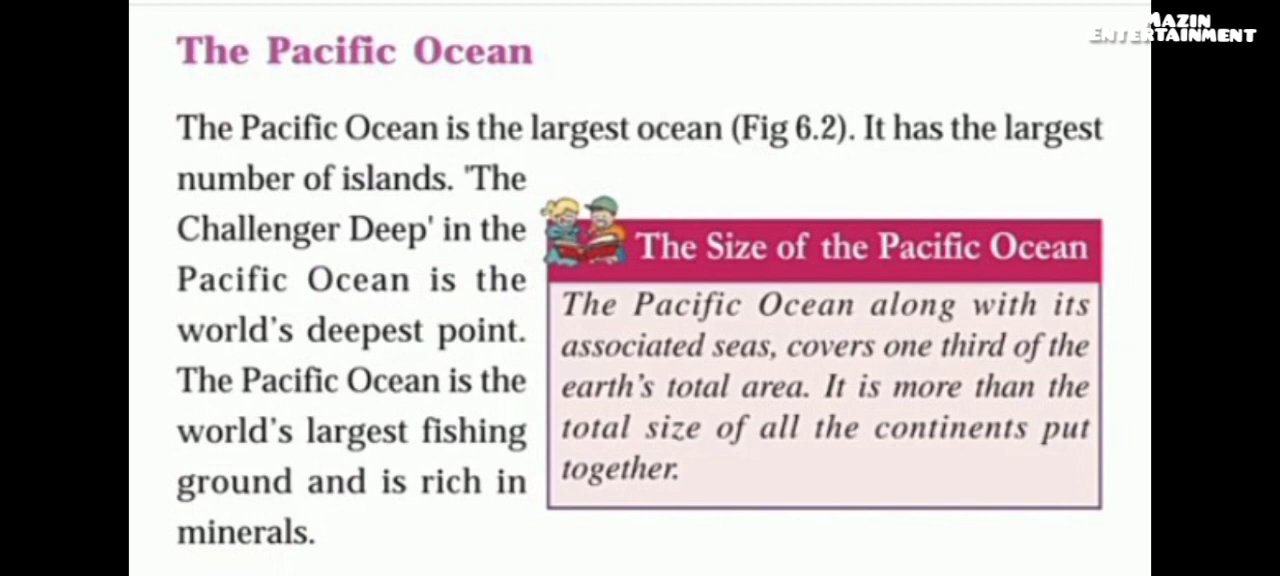 MAZIN
ENTERTAINMENT
The Pacific Ocean
The Pacific Ocean is the largest ocean (Fig 6.2). It has the largest
number of islands. 'The
Challenger Deep' in the
Pacific Ocean is the
world's deepest point.
The Pacific Ocean is the
world's largest fishing
ground and is rich in
minerals.
The Size of the Pacific Ocean
The Pacific Ocean along with its
associated seas, covers one third of the
earth's total area. It is more than the
total size of all the continents put
together.